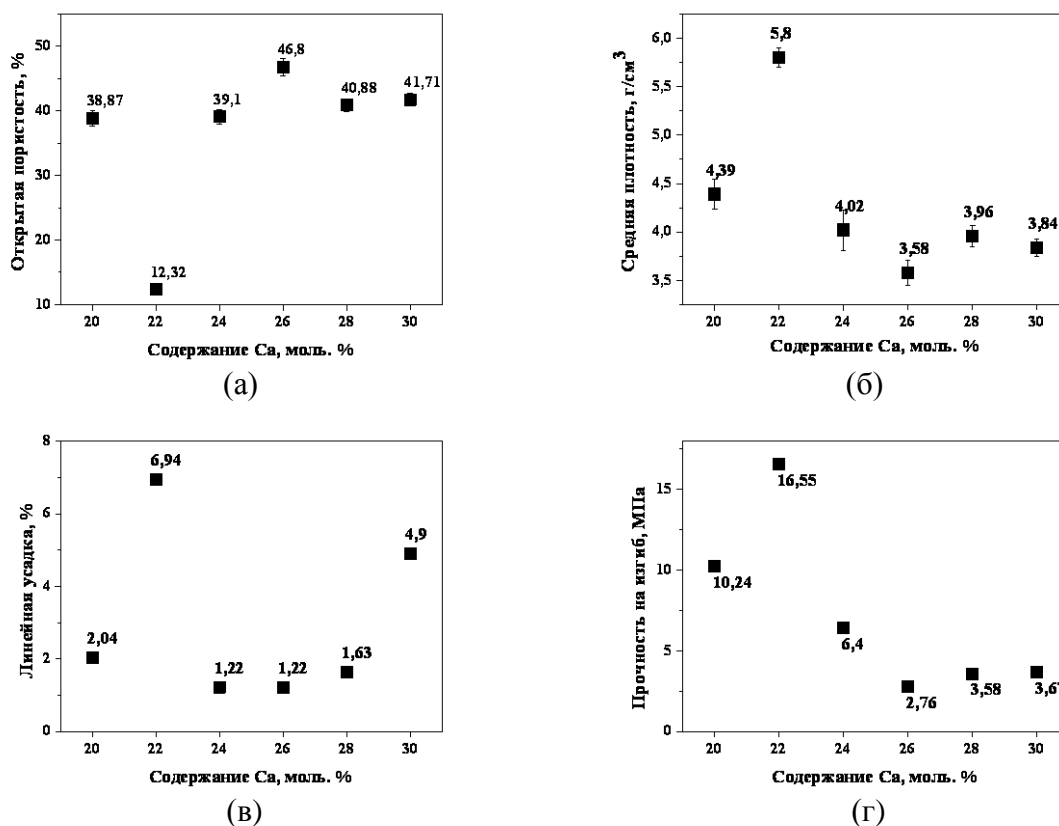 Открытая пористость, %
50
40
30
20
10
38,87
12,32
39,1
46,8
40,88
41,71
20 22 24 26 28 30
Содержание Ca, моль. %
(а)
Средняя плотность, г/см³
6,0
5,5
5,0
4,5
4,0
3,5
4,39
5,8
4,02
3,58
3,96
3,84
20 22 24 26 28 30
Содержание Ca, моль. %
(б)
Линейная усадка, %
8
6
4
2
0
2,04
6,94
1,22
1,22
1,63
4,9
20 22 24 26 28 30
Содержание Ca, моль. %
(в)
Прочность на изгиб, МПа
15
10
5
0
10,24
16,55
6,4
2,76
3,58
20 22 24 26 28 30
Содержание Ca, моль. %
(г)